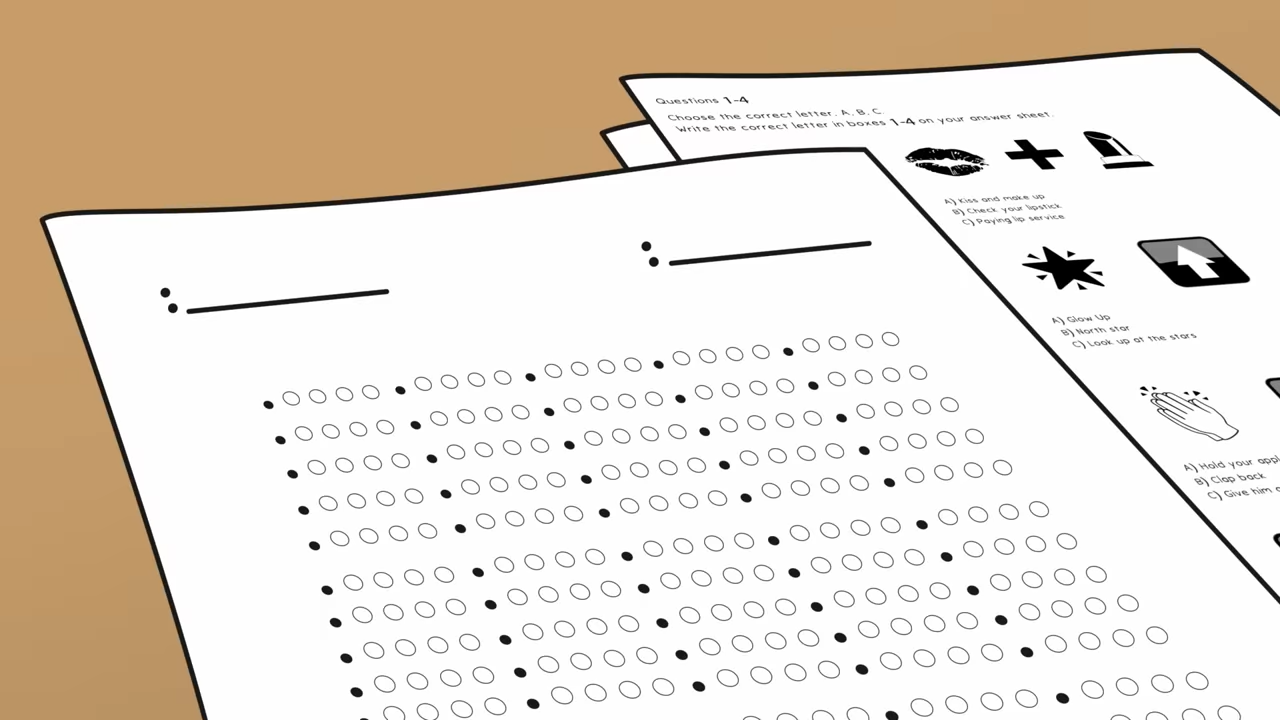 Questions 1-4
Choose the correct letter, A, B, C.
Write the correct letter in boxes 1-4 on your answer sheet.
A) Kiss and make up
B) Check your lipstick
C) Paying lip service
A) Glow Up
B) North star
C) Look up at the stars
A) Hold your
B) Clap back
C) Give him